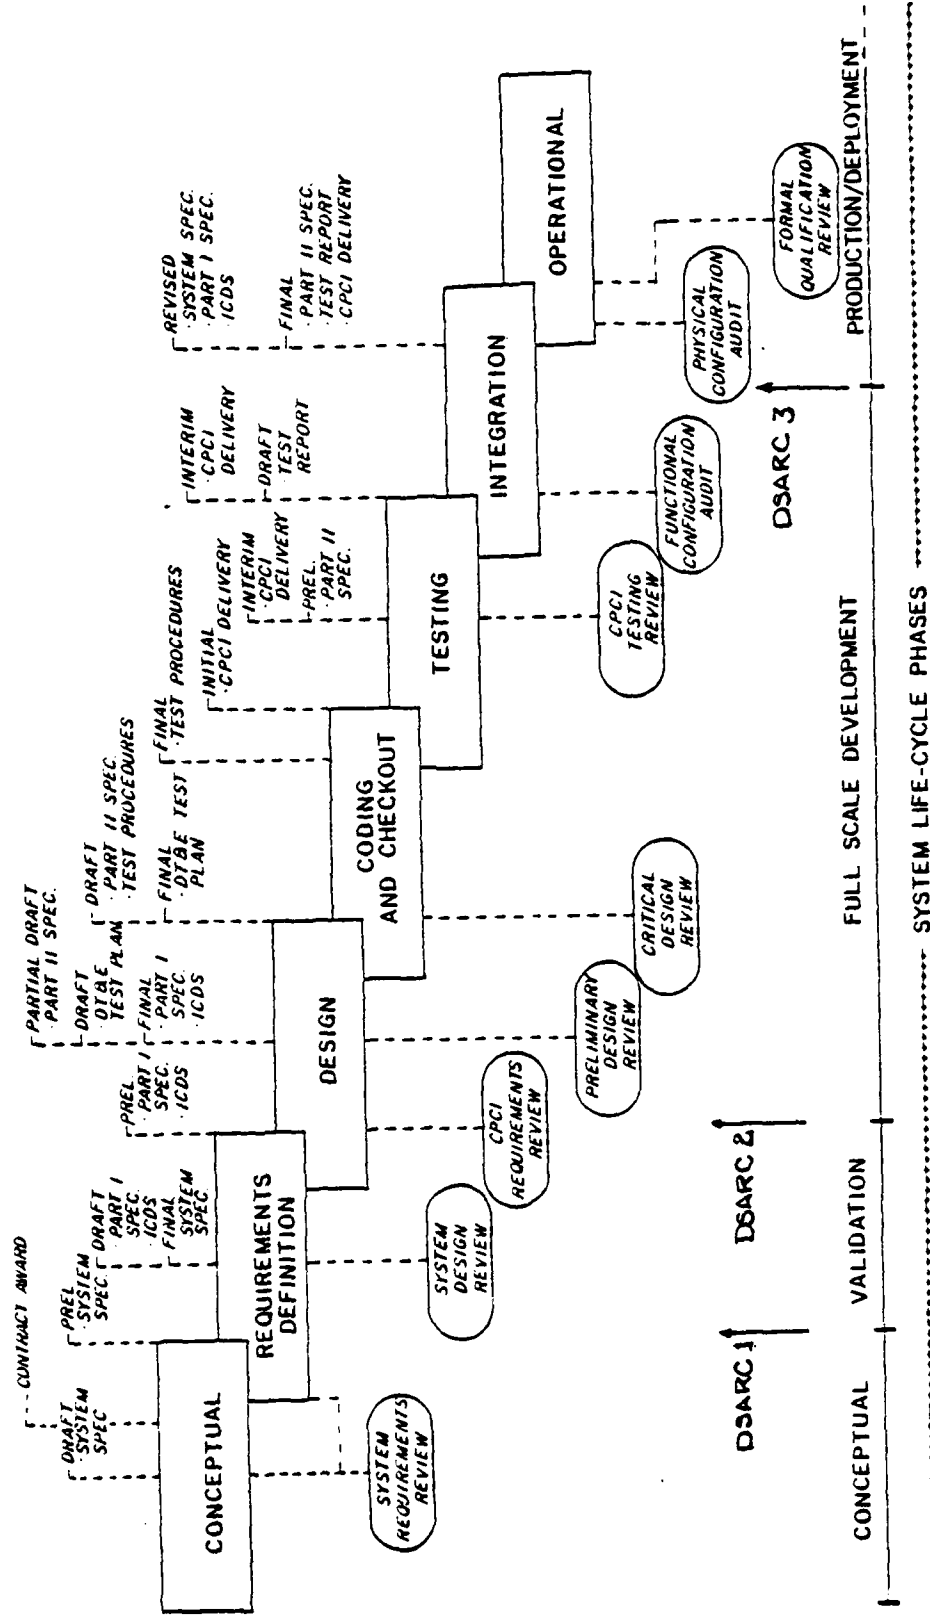 CONTRACT AWARD
DRAFT
·SYSTEM
SPEC
PREL
·SYSTEM
SPEC.
DRAFT
·PART I
SPEC.
·ICDS
FINAL
·SYSTEM
SPEC.
PREL.
·PART I
SPEC.
·ICDS
PARTIAL DRAFT
·PART II SPEC.
DRAFT
·DT&E
TEST PLAN
FINAL
·PART I
SPEC.
·ICDS
DRAFT
·PART II SPEC.
·TEST PROCEDURES
FINAL
·DT&E TEST
PLAN
FINAL
·TEST PROCEDURES
INITIAL
·CPCI DELIVERY
INTERIM
·CPCI
DELIVERY
PREL.
·PART II
SPEC.
INTERIM
·CPCI
DELIVERY
DRAFT
·TEST
REPORT
REVISED
·SYSTEM SPEC.
·PART I SPEC.
·ICDS
FINAL
·PART II SPEC.
·TEST REPORT
·CPCI DELIVERY
CONCEPTUAL
REQUIREMENTS
DEFINITION
DESIGN
CODING
AND CHECKOUT
TESTING
INTEGRATION
OPERATIONAL
SYSTEM
REQUIREMENTS
REVIEW
SYSTEM
DESIGN
REVIEW
CPCI
REQUIREMENTS
REVIEW
PRELIMINARY
DESIGN
REVIEW
CRITICAL
DESIGN
REVIEW
CPCI
TESTING
REVIEW
FUNCTIONAL
CONFIGURATION
AUDIT
PHYSICAL
CONFIGURATION
AUDIT
FORMAL
QUALIFICATION
REVIEW
DSARC 1
DSARC 2
DSARC 3
CONCEPTUAL
VALIDATION
FULL SCALE DEVELOPMENT
PRODUCTION/DEPLOYMENT
SYSTEM LIFE-CYCLE PHASES